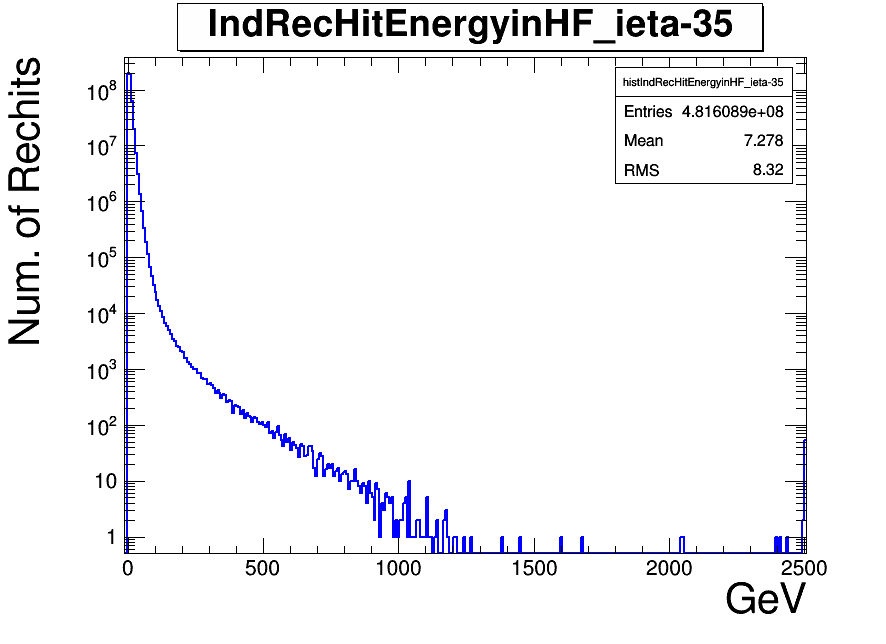 IndRecHitEnergyinHF_ieta-35
histIndRecHitEnergyinHF_ieta-35
Entries 4.816089e+08
Mean 7.278
RMS 8.32
Num. of Rechits
10^8
10^7
10^6
10^5
10^4
10^3
10^2
10
1
0 500 1000 1500 2000 2500
GeV